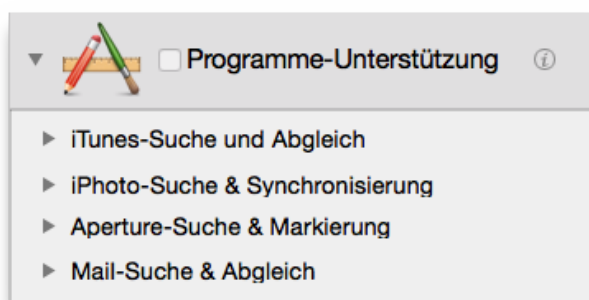 Programme-Unterstützung
iTunes-Suche und Abgleich
iPhoto-Suche & Synchronisierung
Aperture-Suche & Markierung
Mail-Suche & Abgleich